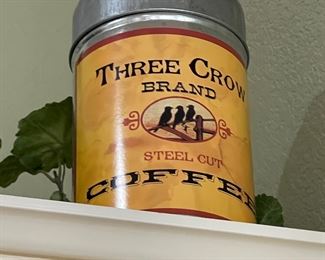 THREE CROW
BRAND
STEEL CUT
COFFEE